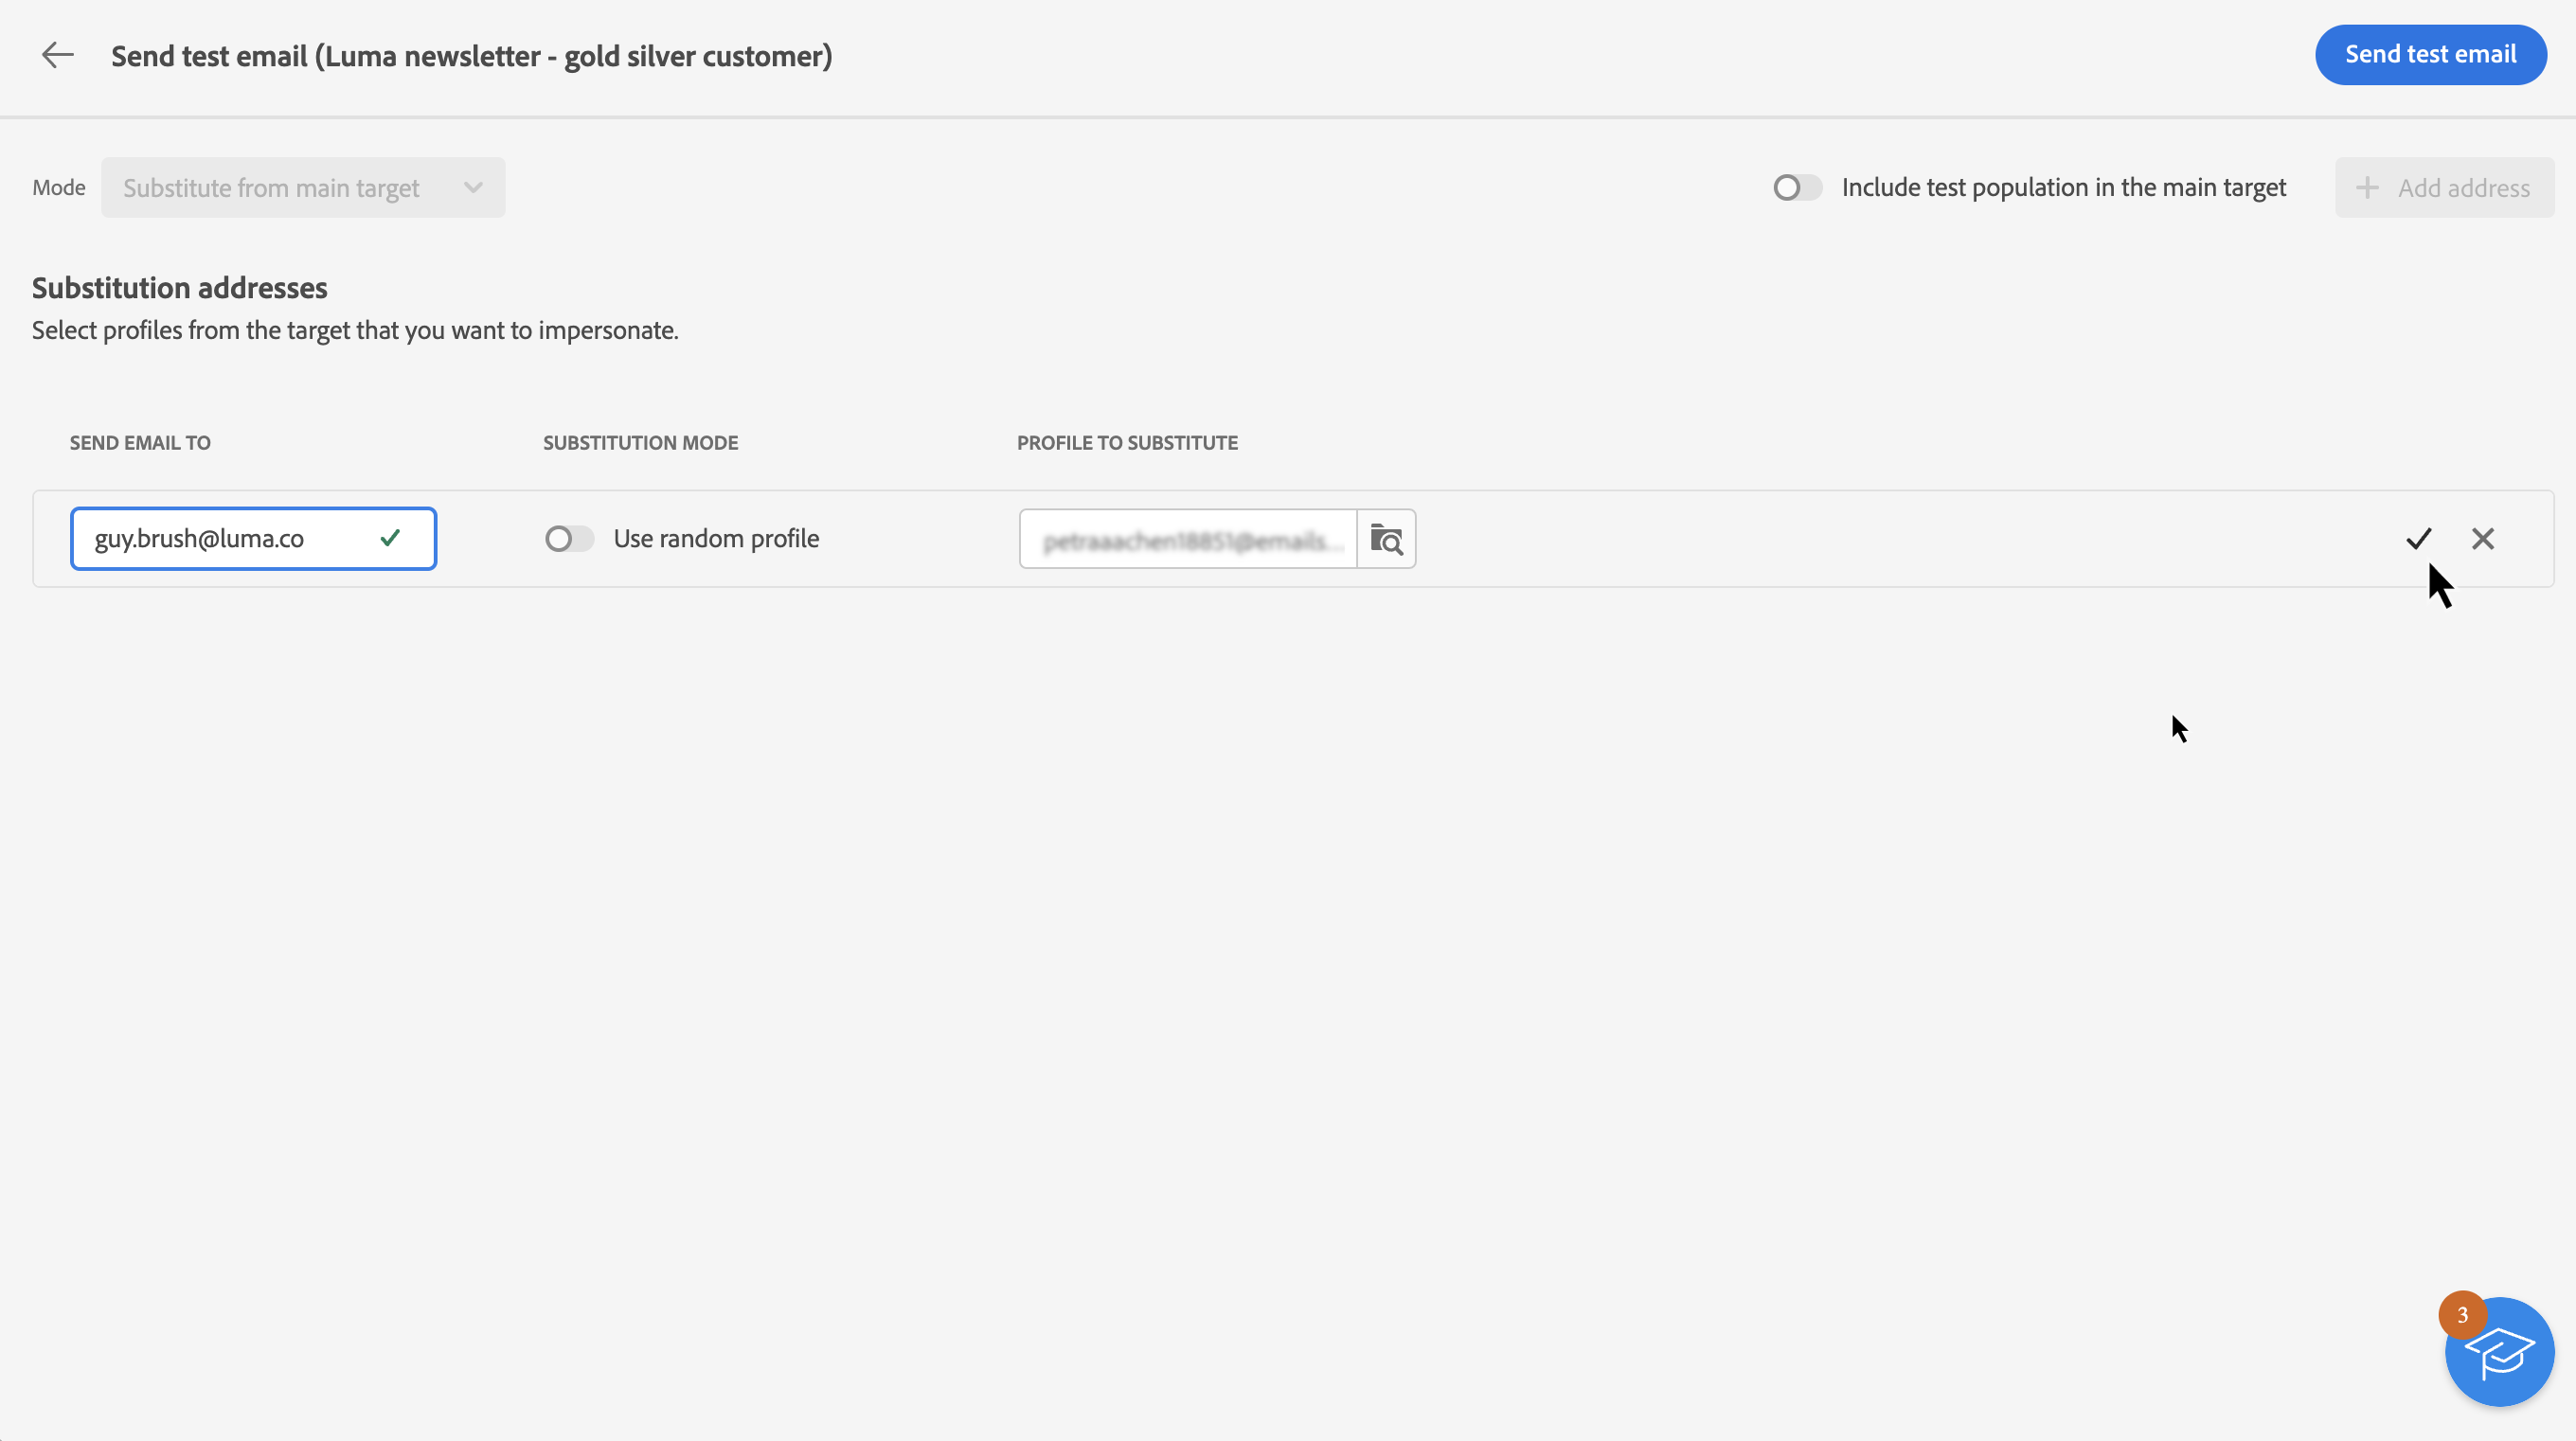 Send test email (Luma newsletter - gold silver customer)
Send test email
Mode
Substitute from main target
Include test population in the main target
Add address
Substitution addresses
Select profiles from the target that you want to impersonate.
SEND EMAIL TO
SUBSTITUTION MODE
PROFILE TO SUBSTITUTE
guy.brush@luma.co
Use random profile
3